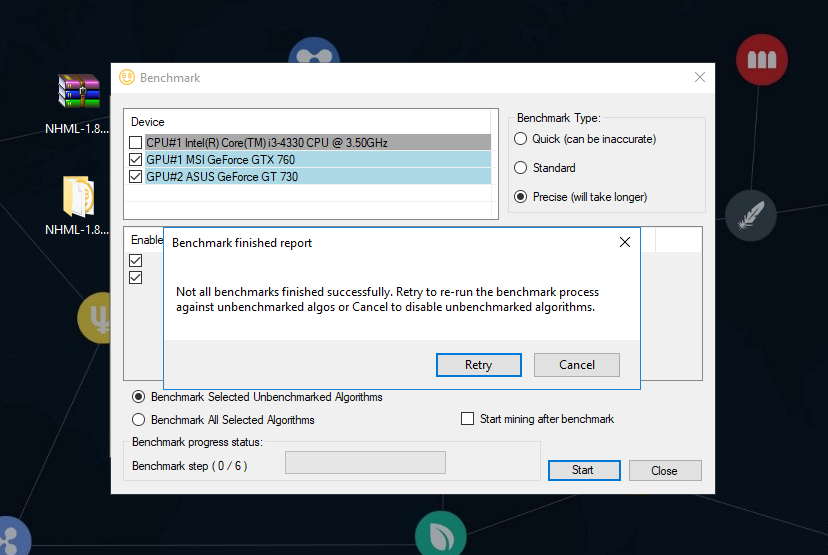 Benchmark
NHML-1.8...
NHML-1.8...
Device
CPU#1 Intel(R) Core(TM) i3-4330 CPU @ 3.50GHz
GPU#1 MSI GeForce GTX 760
GPU#2 ASUS GeForce GT 730
Benchmark Type:
Quick (can be inaccurate)
Standard
Precise (will take longer)
Enable
Benchmark finished report
Not all benchmarks finished successfully. Retry to re-run the benchmark process
against unbenchmarked algos or Cancel to disable unbenchmarked algorithms.
Retry Cancel
Benchmark Selected Unbenchmarked Algorithms
Benchmark All Selected Algorithms
Start mining after benchmark
Benchmark progress status:
Benchmark step ( 0 / 6 )
Start Close